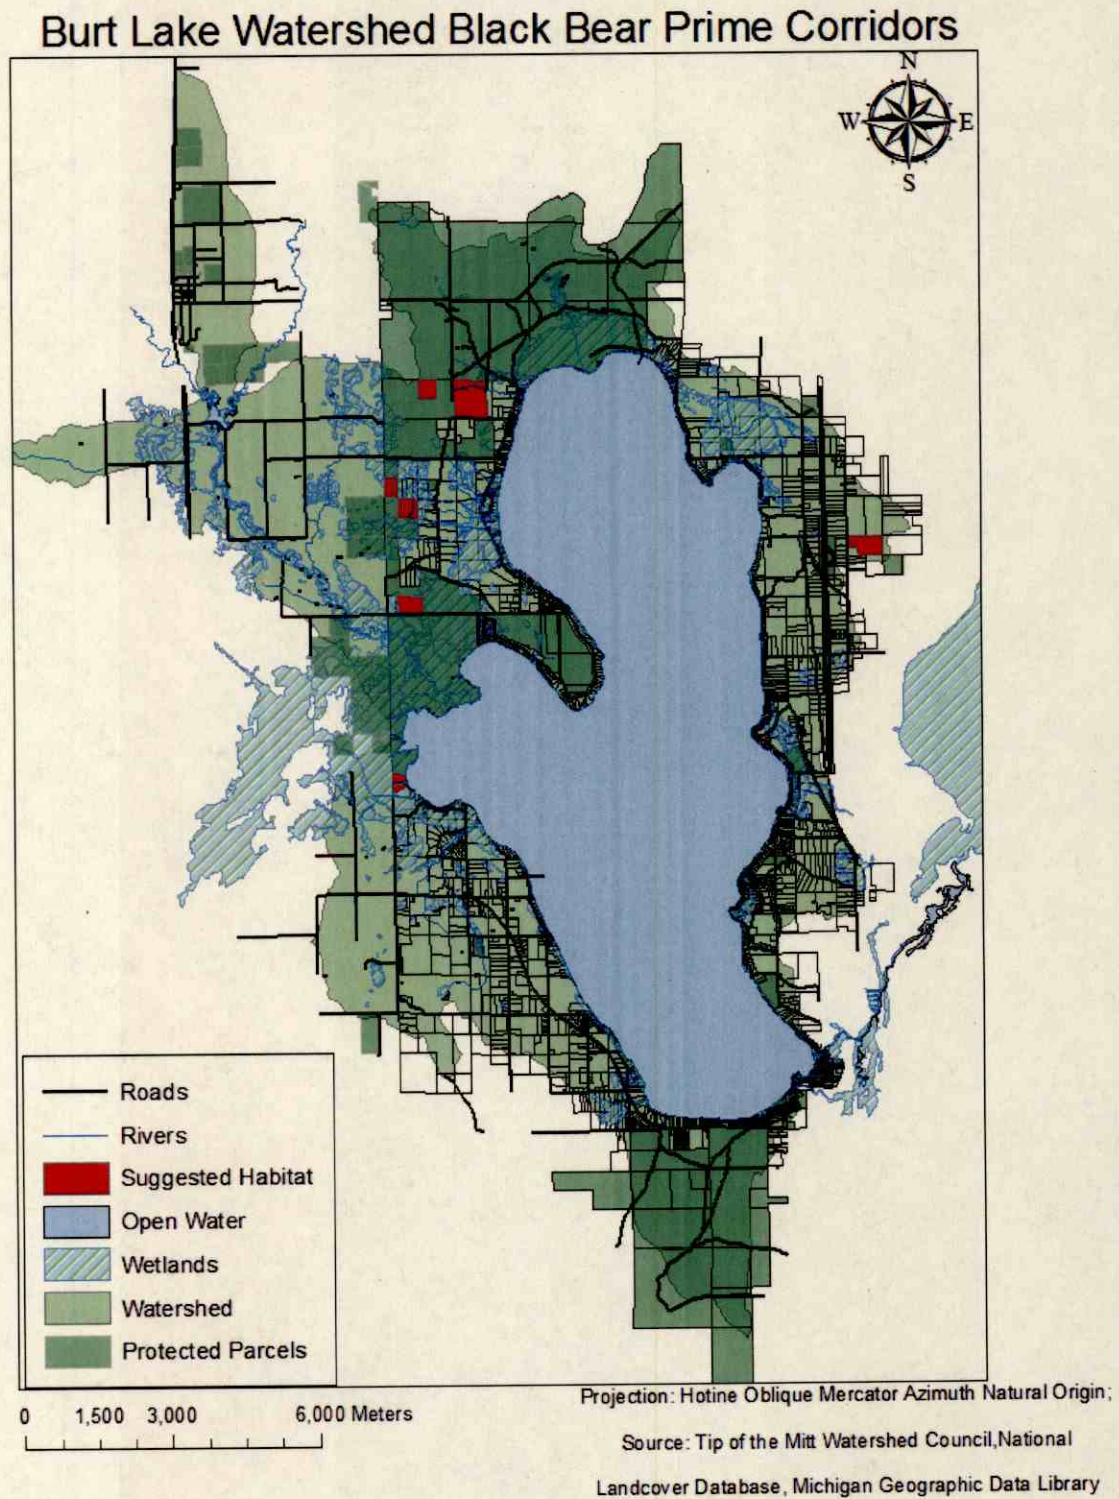 Burt Lake Watershed Black Bear Prime Corridors
N
W E
S
Roads
Rivers
Suggested Habitat
Open Water
Wetlands
Watershed
Protected Parcels
0 1,500 3,000 6,000 Meters
Projection: Hotine Oblique Mercator Azimuth Natural Origin;
Source: Tip of the Mitt Watershed Council,National
Landcover Database, Michigan Geographic Data Library